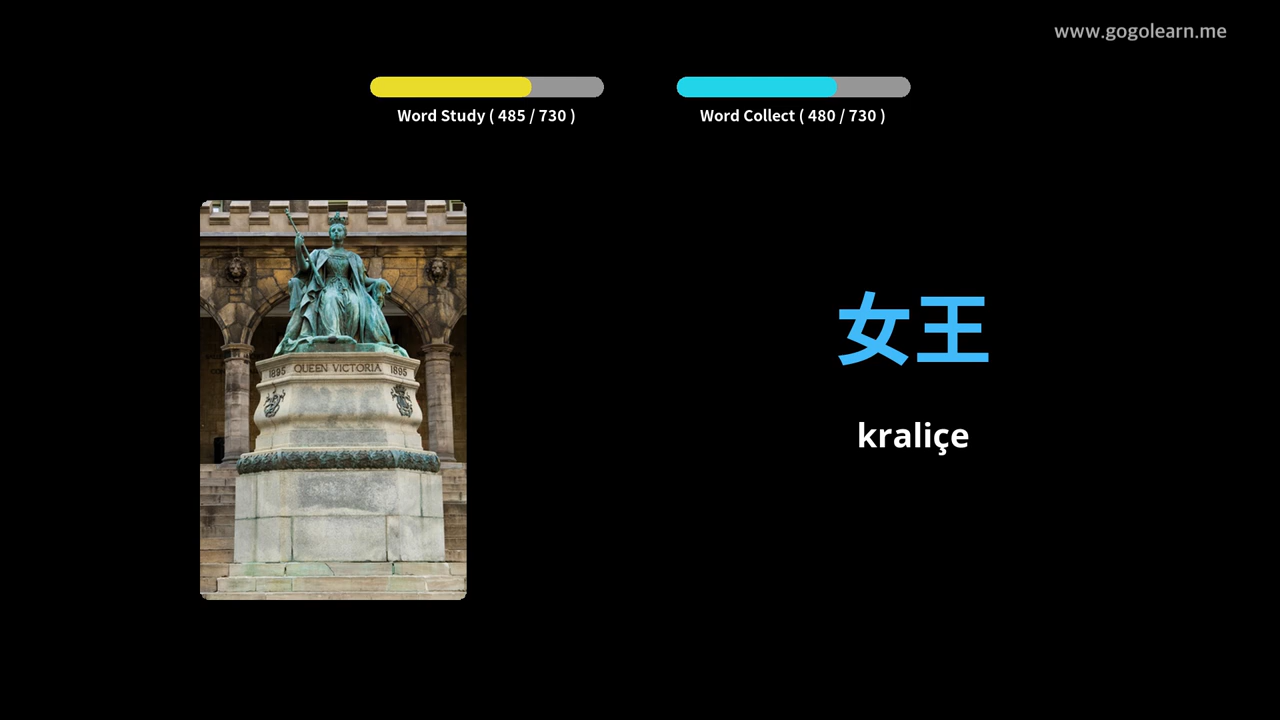 www.gogolearn.me
Word Study ( 485 / 730 )
Word Collect ( 480 / 730 )
1895 QUEEN VICTORIA 1895
女王
kraliçe